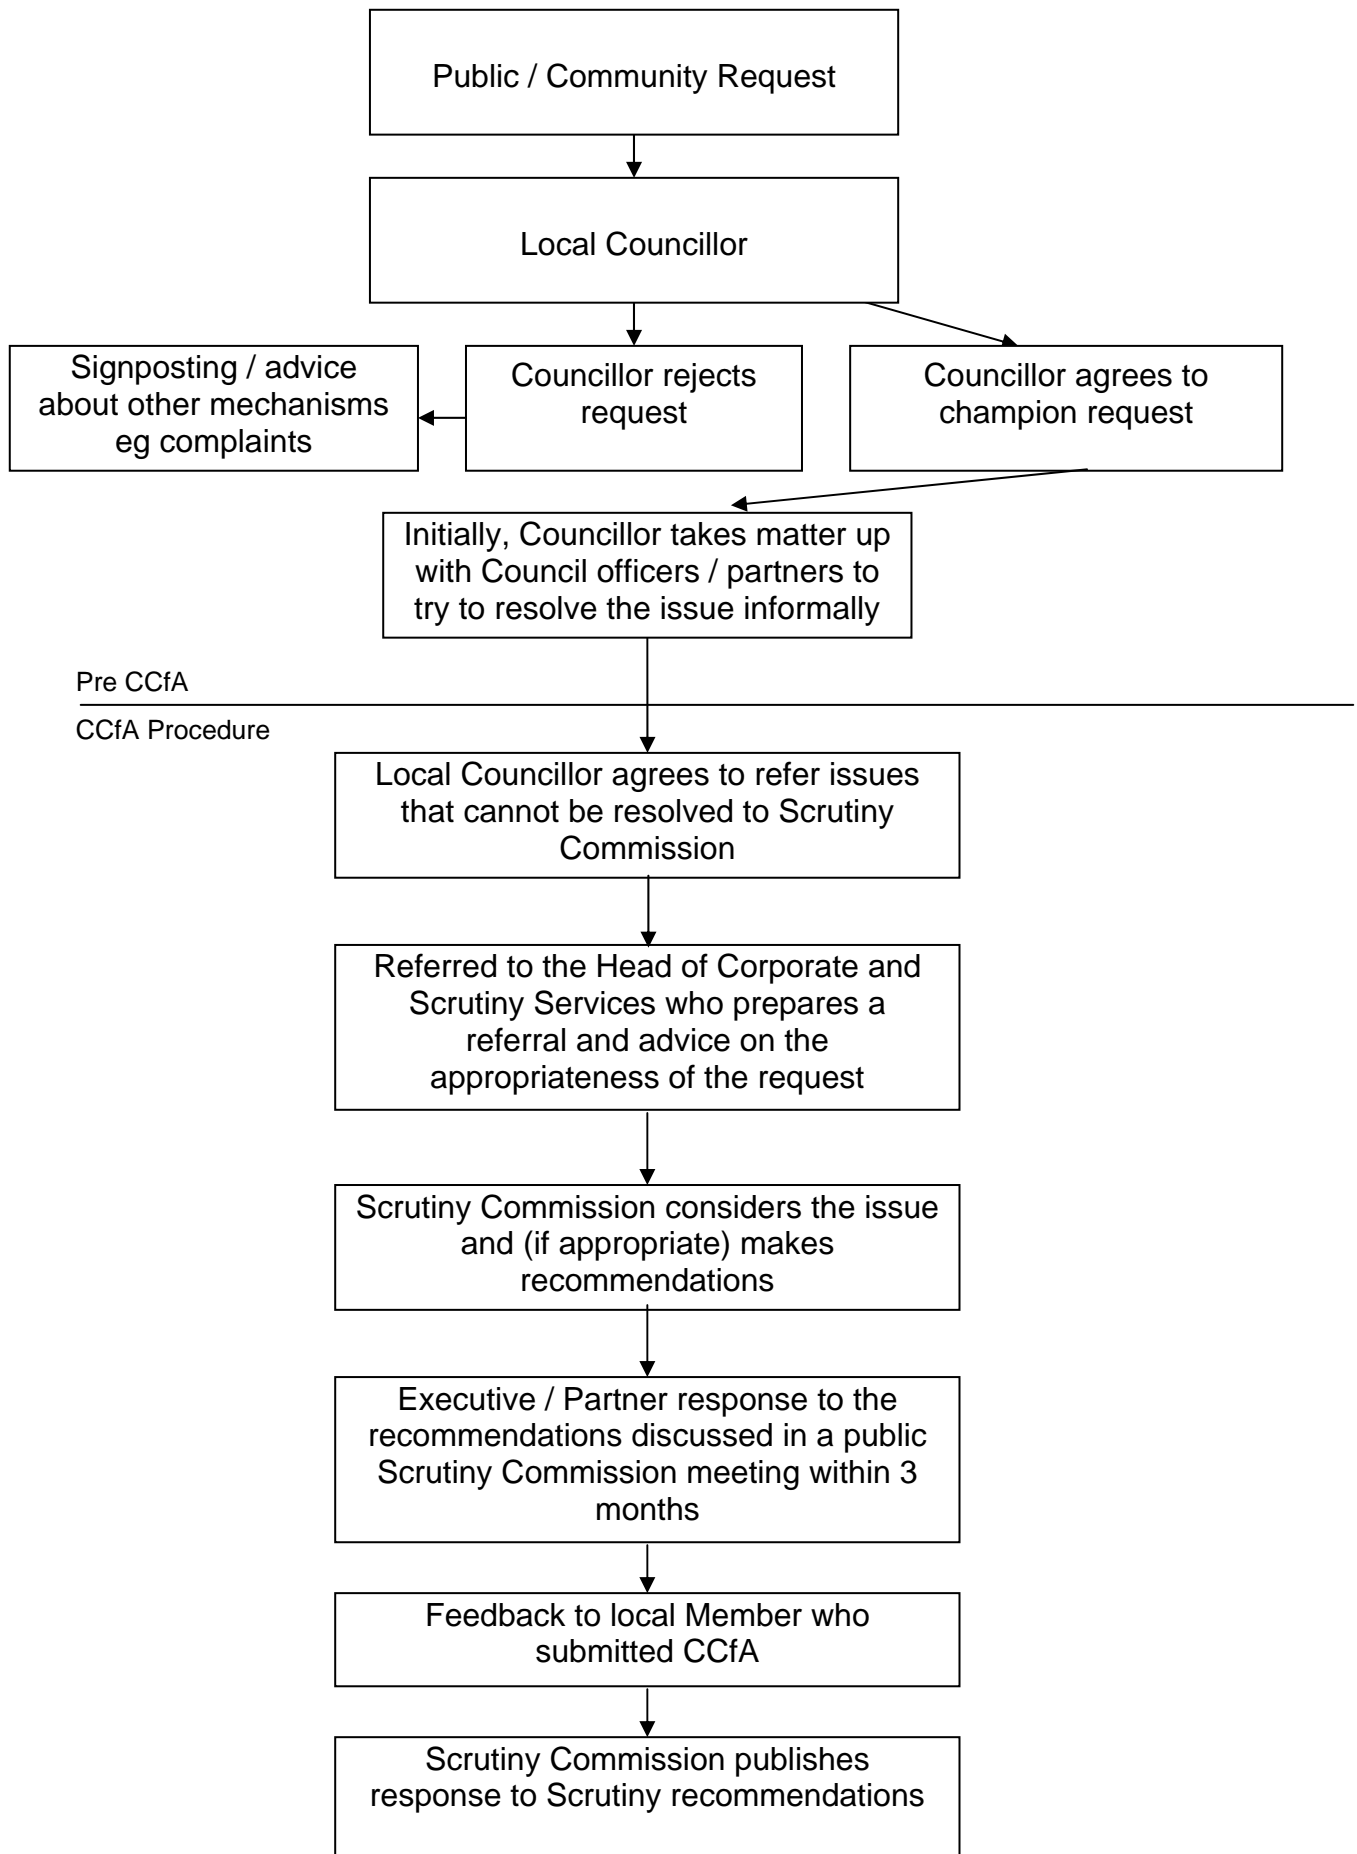 Public / Community Request
Local Councillor
Signposting / advice
about other mechanisms
eg complaints
Councillor rejects
request
Councillor agrees to
champion request
Initially, Councillor takes matter up
with Council officers / partners to
try to resolve the issue informally
Pre CCfA
CCfA Procedure
Local Councillor agrees to refer issues
that cannot be resolved to Scrutiny
Commission
Referred to the Head of Corporate and
Scrutiny Services who prepares a
referral and advice on the
appropriateness of the request
Scrutiny Commission considers the issue
and (if appropriate) makes
recommendations
Executive / Partner response to the
recommendations discussed in a public
Scrutiny Commission meeting within 3
months
Feedback to local Member who
submitted CCfA
Scrutiny Commission publishes
response to Scrutiny recommendations